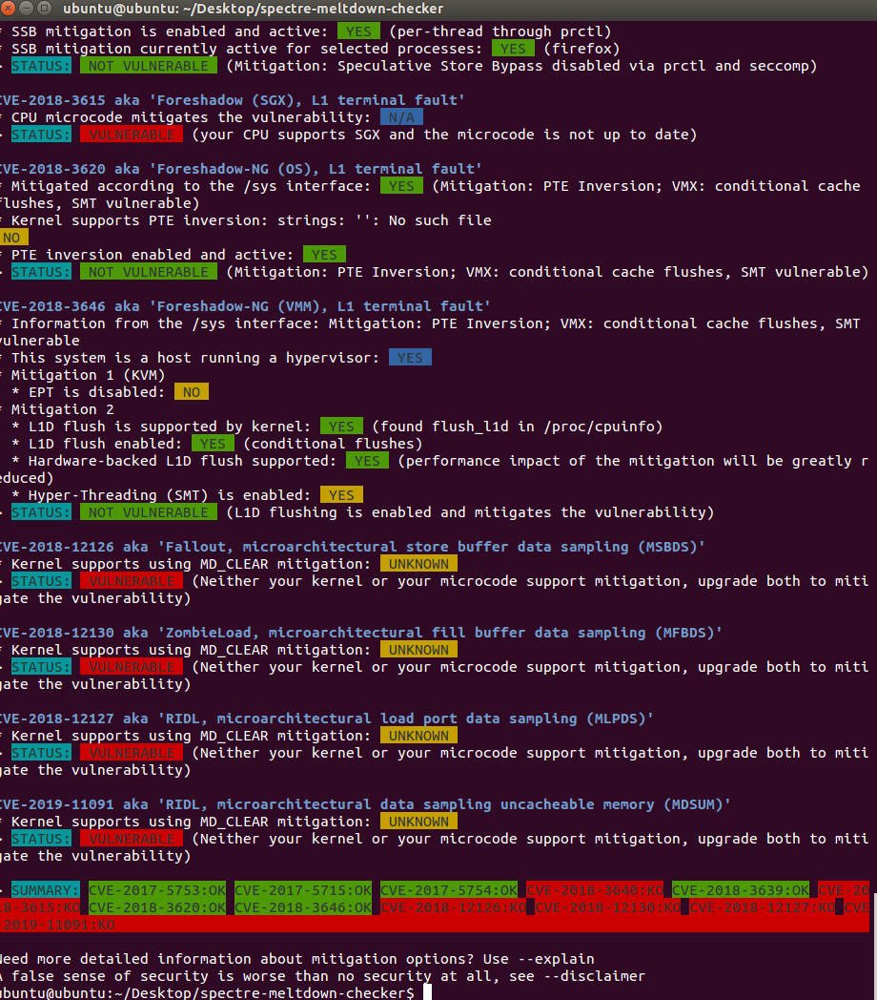 ubuntu@ubuntu: ~/Desktop/spectre-meltdown-checker
* SSB mitigation is enabled and active: YES (per-thread through prctl)
* SSB mitigation currently active for selected processes: YES (firefox)
> STATUS: NOT VULNERABLE (Mitigation: Speculative Store Bypass disabled via prctl and seccomp)
CVE-2018-3615 aka 'Foreshadow (SGX), L1 terminal fault'
* CPU microcode mitigates the vulnerability: N/A
> STATUS: VULNERABLE (your CPU supports SGX and the microcode is not up to date)
CVE-2018-3620 aka 'Foreshadow-NG (OS), L1 terminal fault'
* Mitigated according to the /sys interface: YES (Mitigation: PTE Inversion; VMX: conditional cache
flushes, SMT vulnerable)
* Kernel supports PTE inversion: strings: '': No such file
NO
* PTE inversion enabled and active: YES
> STATUS: NOT VULNERABLE (Mitigation: PTE Inversion; VMX: conditional cache flushes, SMT vulnerable)
CVE-2018-3646 aka 'Foreshadow-NG (VMM), L1 terminal fault'
* Information from the /sys interface: Mitigation: PTE Inversion; VMX: conditional cache flushes, SMT
vulnerable
* This system is a host running a hypervisor: YES
* Mitigation 1 (KVM)
* EPT is disabled: NO
* Mitigation 2
* L1D flush is supported by kernel: YES (found flush_l1d in /proc/cpuinfo)
* L1D flush enabled: YES (conditional flushes)
* Hardware-backed L1D flush supported: YES (performance impact of the mitigation will be greatly r
educed)
* Hyper-Threading (SMT) is enabled: YES
> STATUS: NOT VULNERABLE (L1D flushing is enabled and mitigates the vulnerability)
CVE-2018-12126 aka 'Fallout, microarchitectural store buffer data sampling (MSBDS)'
* Kernel supports using MD_CLEAR mitigation: UNKNOWN
> STATUS: VULNERABLE (Neither your kernel or your microcode support mitigation, upgrade both to miti
gate the vulnerability)
CVE-2018-12130 aka 'ZombieLoad, microarchitectural fill buffer data sampling (MFBDS)'
* Kernel supports using MD_CLEAR mitigation: UNKNOWN
> STATUS: VULNERABLE (Neither your kernel or your microcode support mitigation, upgrade both to miti
gate the vulnerability)
CVE-2018-12127 aka 'RIDL, microarchitectural load port data sampling (MLPDS)'
* Kernel supports using MD_CLEAR mitigation: UNKNOWN
> STATUS: VULNERABLE (Neither your kernel or your microcode support mitigation, upgrade both to miti
gate the vulnerability)
CVE-2019-11091 aka 'RIDL, microarchitectural data sampling uncacheable memory (MDSUM)'
* Kernel supports using MD_CLEAR mitigation: UNKNOWN
> STATUS: VULNERABLE (Neither your kernel or your microcode support mitigation, upgrade both to miti
gate the vulnerability)
> SUMMARY: CVE-2017-5753:OK CVE-2017-5715:OK CVE-2017-5754:OK CVE-2018-3640:KO CVE-2018-3639:OK CVE-20
18-3615:KO CVE-2018-3620:OK CVE-2018-3646:OK CVE-2018-12126:KO CVE-2018-12130:KO CVE-2018-12127:KO CVE
-2019-11091:KO
Need more detailed information about mitigation options? Use --explain
A false sense of security is worse than no security at all, see --disclaimer
ubuntu@ubuntu:~/Desktop/spectre-meltdown-checker$